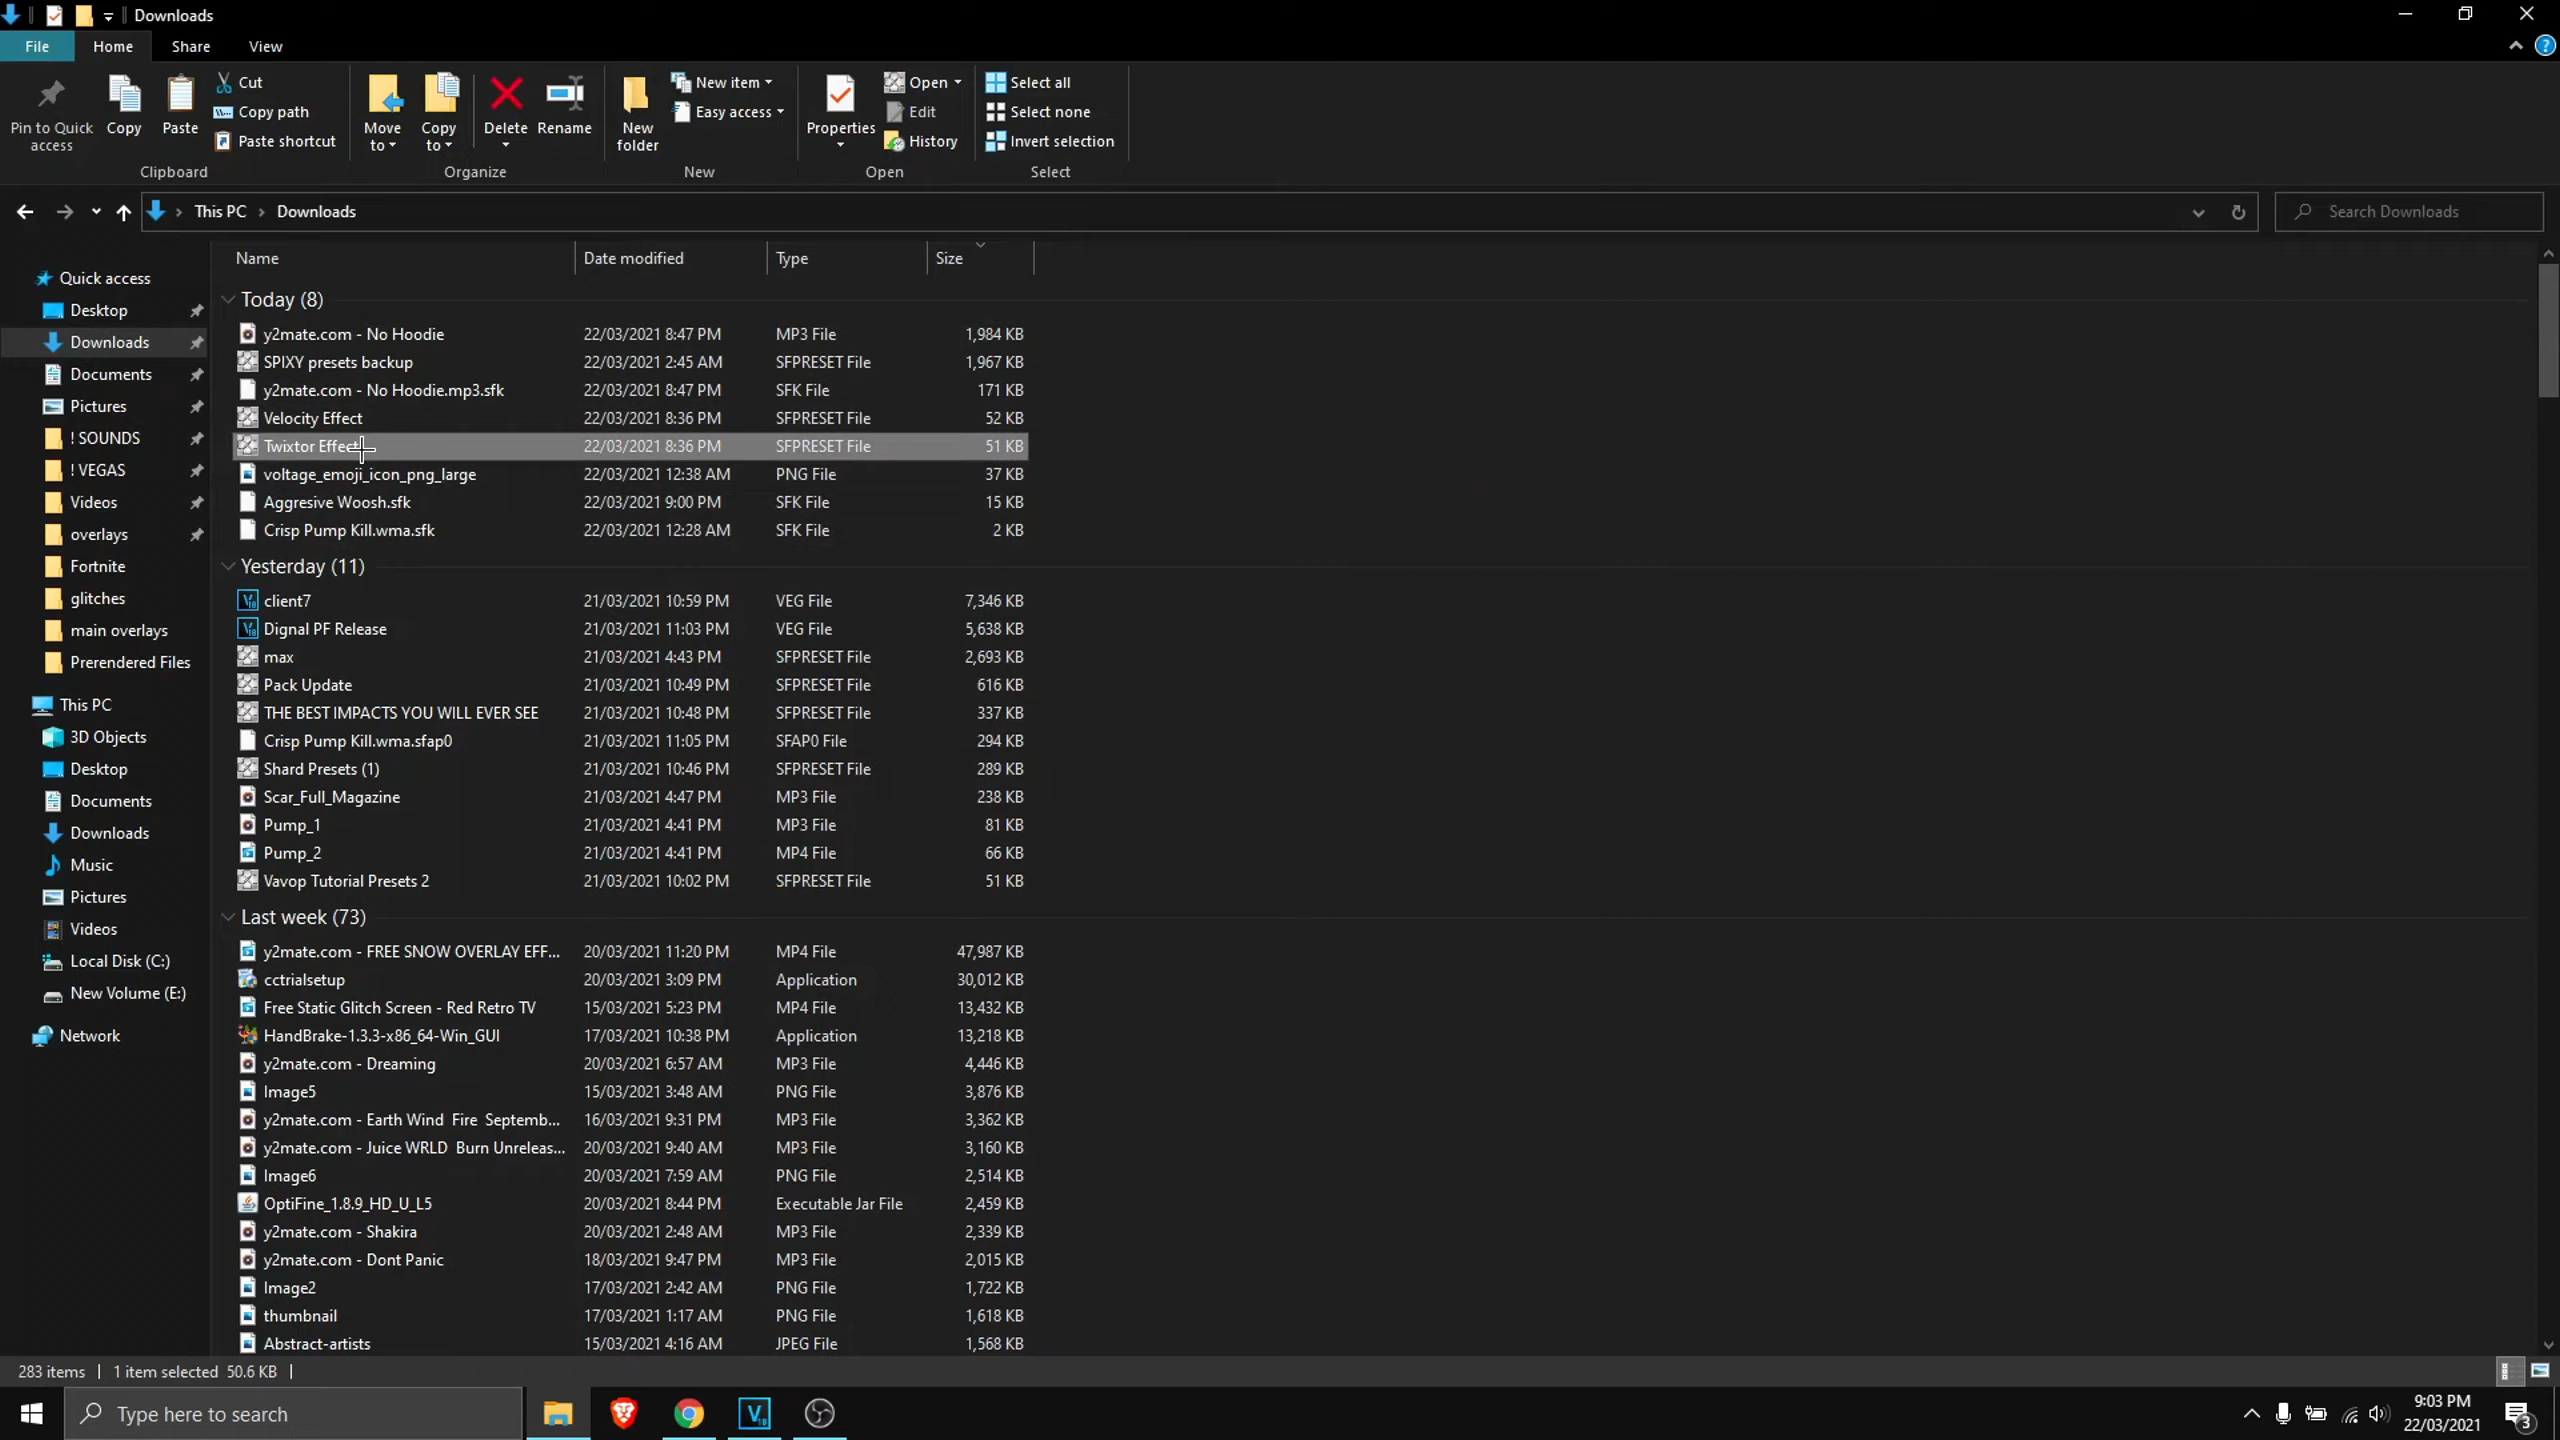 Downloads
File Home Share View
Pin to Quick access
Copy
Paste
Cut
Copy path
Paste shortcut
Clipboard
Move to
Copy to
Delete
Rename
Organize
New folder
New item
Easy access
New
Properties
Open
Edit
History
Open
Select all
Select none
Invert selection
Select
This PC > Downloads
Search Downloads
Quick access
Desktop
Downloads
Documents
Pictures
! SOUNDS
! VEGAS
Videos
overlays
Fortnite
glitches
main overlays
Prerendered Files
This PC
3D Objects
Desktop
Documents
Downloads
Music
Pictures
Videos
Local Disk (C:)
New Volume (E:)
Network
Name Date modified Type Size
Today (8)
y2mate.com - No Hoodie 22/03/2021 8:47 PM MP3 File 1,984 KB
SPIXY presets backup 22/03/2021 2:45 AM SFPRESET File 1,967 KB
y2mate.com - No Hoodie.mp3.sfk 22/03/2021 8:47 PM SFK File 171 KB
Velocity Effect 22/03/2021 8:36 PM SFPRESET File 52 KB
Twixtor Effect 22/03/2021 8:36 PM SFPRESET File 51 KB
voltage_emoji_icon_png_large 22/03/2021 12:38 AM PNG File 37 KB
Aggresive Woosh.sfk 22/03/2021 9:00 PM SFK File 15 KB
Crisp Pump Kill.wma.sfk 22/03/2021 12:28 AM SFK File 2 KB
Yesterday (11)
client7 21/03/2021 10:59 PM VEG File 7,346 KB
Dignal PF Release 21/03/2021 11:03 PM VEG File 5,638 KB
max 21/03/2021 4:43 PM SFPRESET File 2,693 KB
Pack Update 21/03/2021 10:49 PM SFPRESET File 616 KB
THE BEST IMPACTS YOU WILL EVER SEE 21/03/2021 10:48 PM SFPRESET File 337 KB
Crisp Pump Kill.wma.sfap0 21/03/2021 11:05 PM SFAP0 File 294 KB
Shard Presets (1) 21/03/2021 10:46 PM SFPRESET File 289 KB
Scar_Full_Magazine 21/03/2021 4:47 PM MP3 File 238 KB
Pump_1 21/03/2021 4:41 PM MP3 File 81 KB
Pump_2 21/03/2021 4:41 PM MP4 File 66 KB
Vavop Tutorial Presets 2 21/03/2021 10:02 PM SFPRESET File 51 KB
Last week (73)
y2mate.com - FREE SNOW OVERLAY EFF... 20/03/2021 11:20 PM MP4 File 47,987 KB
cctrialsetup 20/03/2021 3:09 PM Application 30,012 KB
Free Static Glitch Screen - Red Retro TV 15/03/2021 5:23 PM MP4 File 13,432 KB
HandBrake-1.3.3-x86_64-Win_GUI 17/03/2021 10:38 PM Application 13,218 KB
y2mate.com - Dreaming 20/03/2021 6:57 AM MP3 File 4,446 KB
Image5 15/03/2021 3:48 AM PNG File 3,876 KB
y2mate.com - Earth Wind Fire Septemb... 16/03/2021 9:31 PM MP3 File 3,362 KB
y2mate.com - Juice WRLD Burn Unreleas... 20/03/2021 9:40 AM MP3 File 3,160 KB
Image6 20/03/2021 7:59 AM PNG File 2,514 KB
OptiFine_1.8.9_HD_U_L5 20/03/2021 8:44 PM Executable Jar File 2,459 KB
y2mate.com - Shakira 20/03/2021 2:48 AM MP3 File 2,339 KB
y2mate.com - Dont Panic 18/03/2021 9:47 PM MP3 File 2,015 KB
Image2 17/03/2021 2:42 AM PNG File 1,722 KB
thumbnail 17/03/2021 1:17 AM PNG File 1,618 KB
Abstract-artists 15/03/2021 4:16 AM JPEG File 1,568 KB
283 items 1 item selected 50.6 KB
Type here to search
9:03 PM
22/03/2021
3